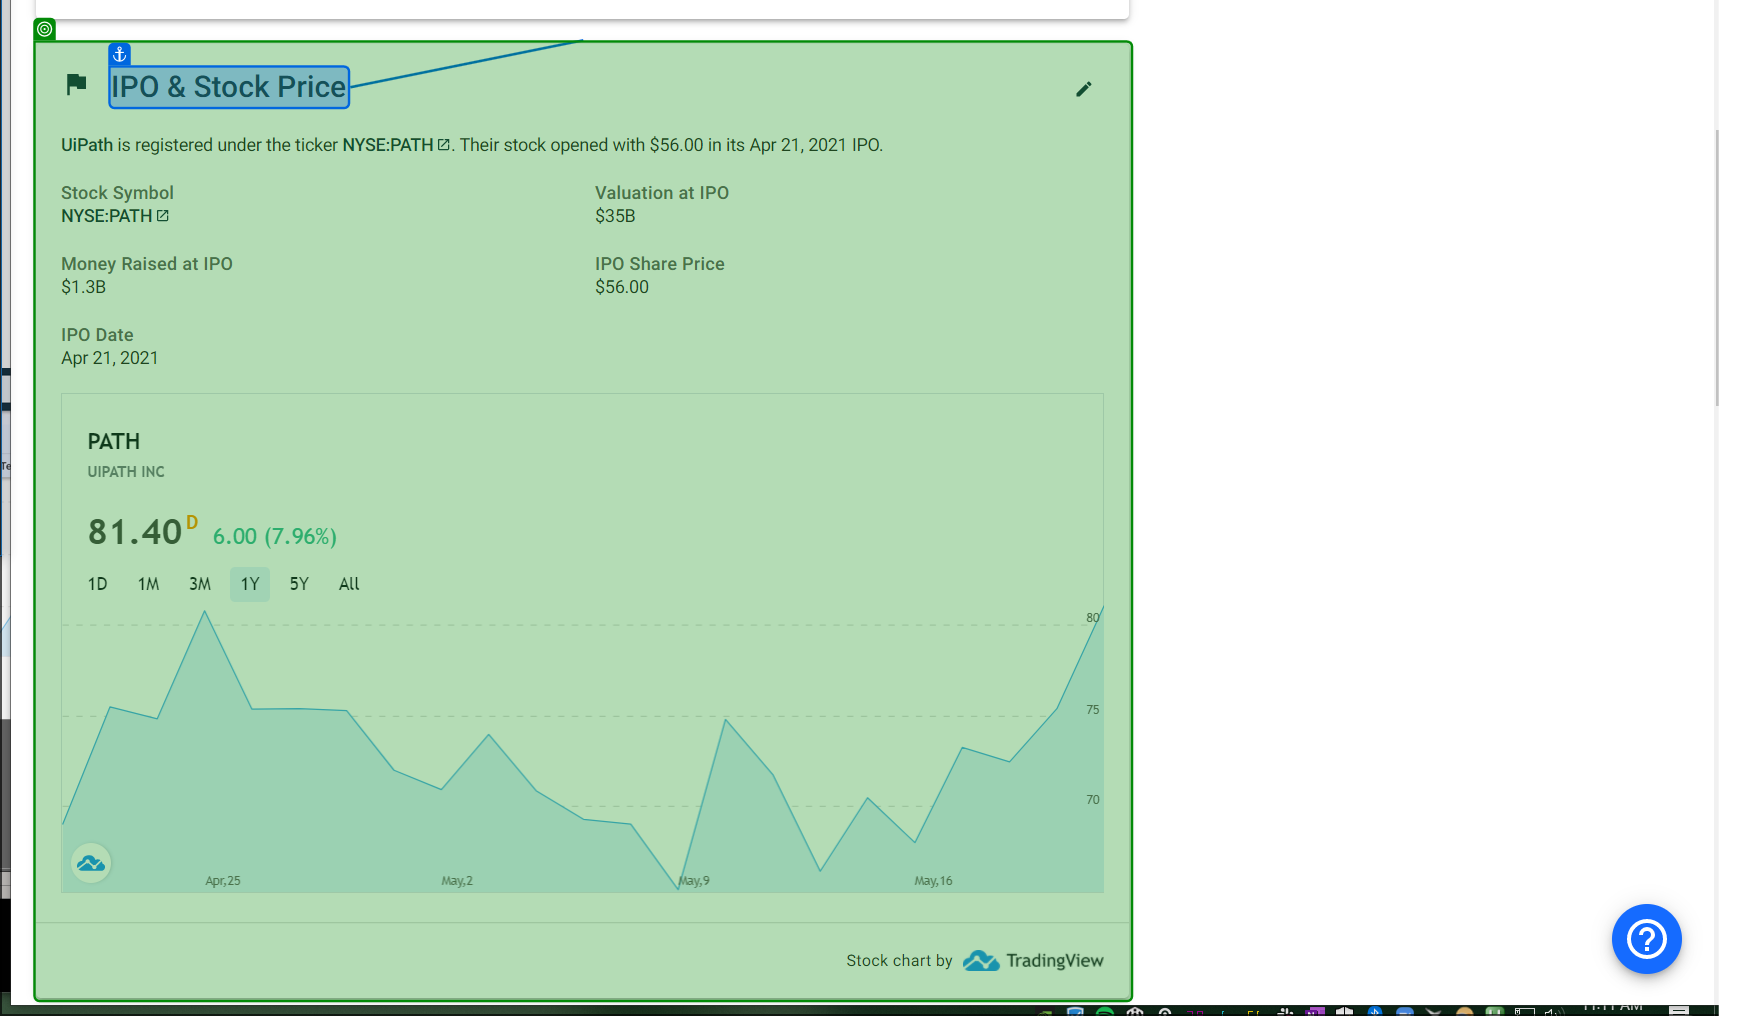 IPO & Stock Price
UiPath is registered under the ticker NYSE:PATH. Their stock opened with $56.00 in its Apr 21, 2021 IPO.
Stock Symbol
NYSE:PATH
Valuation at IPO
$35B
Money Raised at IPO
$1.3B
IPO Share Price
$56.00
IPO Date
Apr 21, 2021
PATH
UIPATH INC
81.40 D 6.00 (7.96%)
1D 1M 3M 1Y 5Y All
80
75
70
Apr,25 May,2 May,9 May,16
Stock chart by TradingView
Te